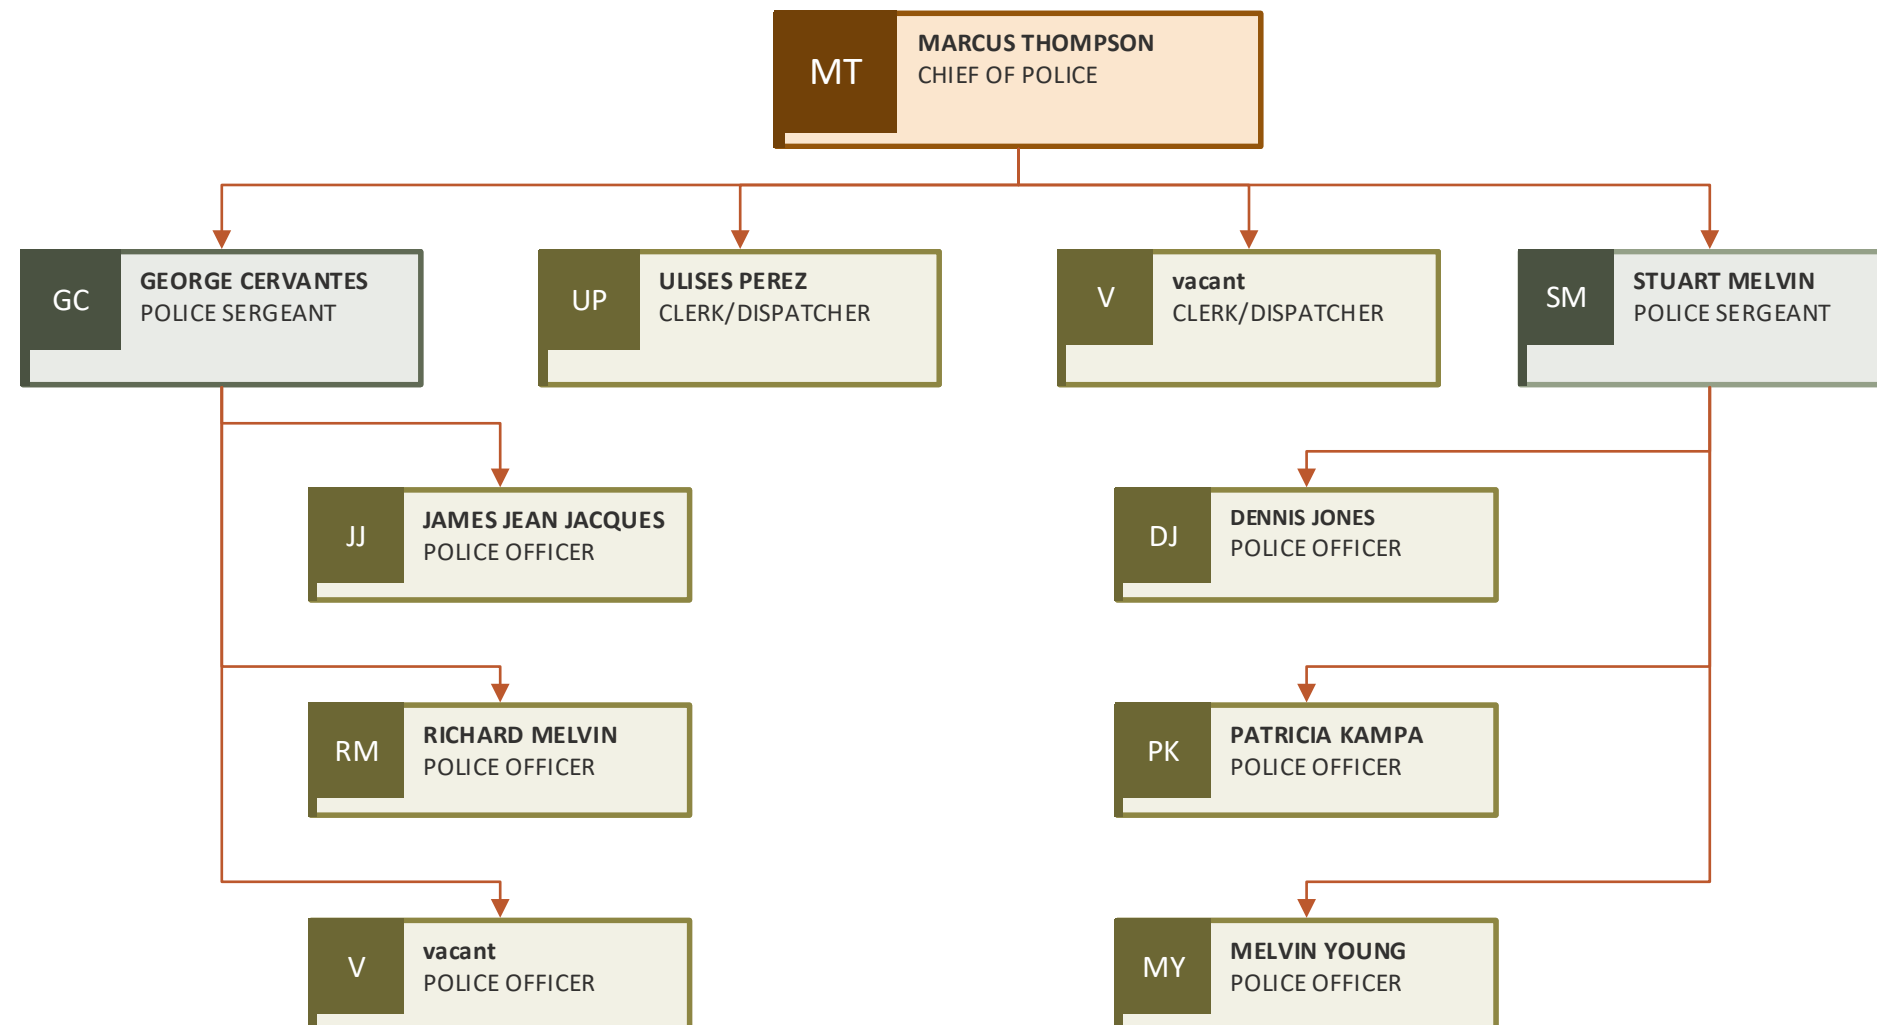 MT
MARCUS THOMPSON
CHIEF OF POLICE
GC
GEORGE CERVANTES
POLICE SERGEANT
UP
ULISES PEREZ
CLERK/DISPATCHER
V
vacant
CLERK/DISPATCHER
SM
STUART MELVIN
POLICE SERGEANT
JJ
JAMES JEAN JACQUES
POLICE OFFICER
DJ
DENNIS JONES
POLICE OFFICER
RM
RICHARD MELVIN
POLICE OFFICER
PK
PATRICIA KAMPA
POLICE OFFICER
V
vacant
POLICE OFFICER
MY
MELVIN YOUNG
POLICE OFFICER